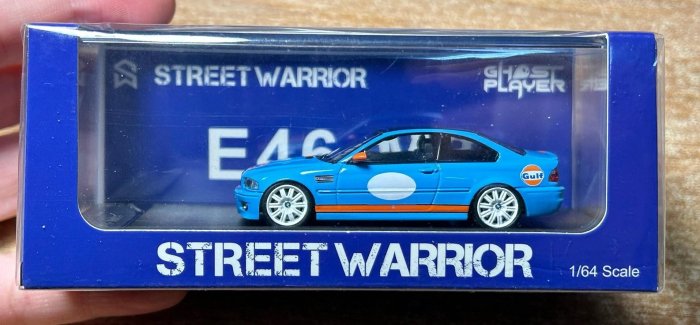 STREET WARRIOR
GHOST
PLAYER
E46
Gulf
STREET WARRIOR
1/64 Scale